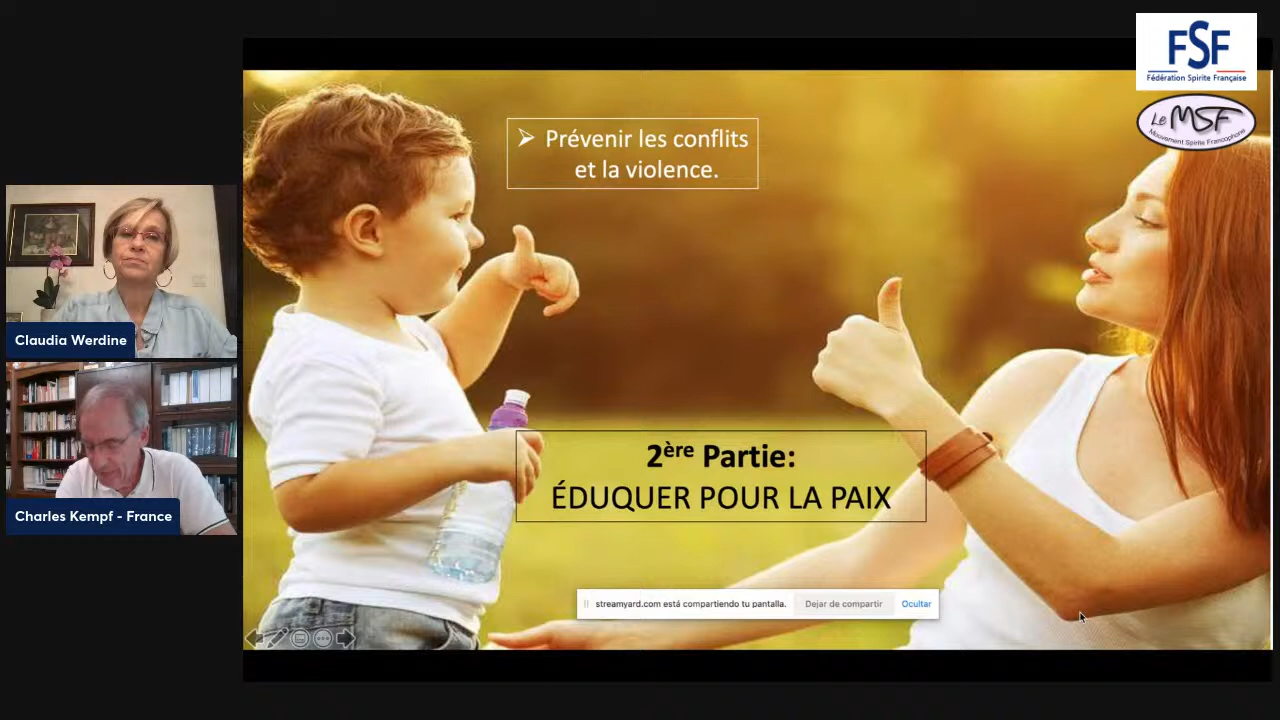 FSF
Fédération Spirite Française
Le MSF
Mouvement Spirite Francophone
➢ Prévenir les conflits
et la violence.
Claudia Werdine
2ère Partie:
ÉDUQUER POUR LA PAIX
Charles Kempf - France
streamyard.com está compartiendo tu pantalla. Dejar de compartir Ocultar